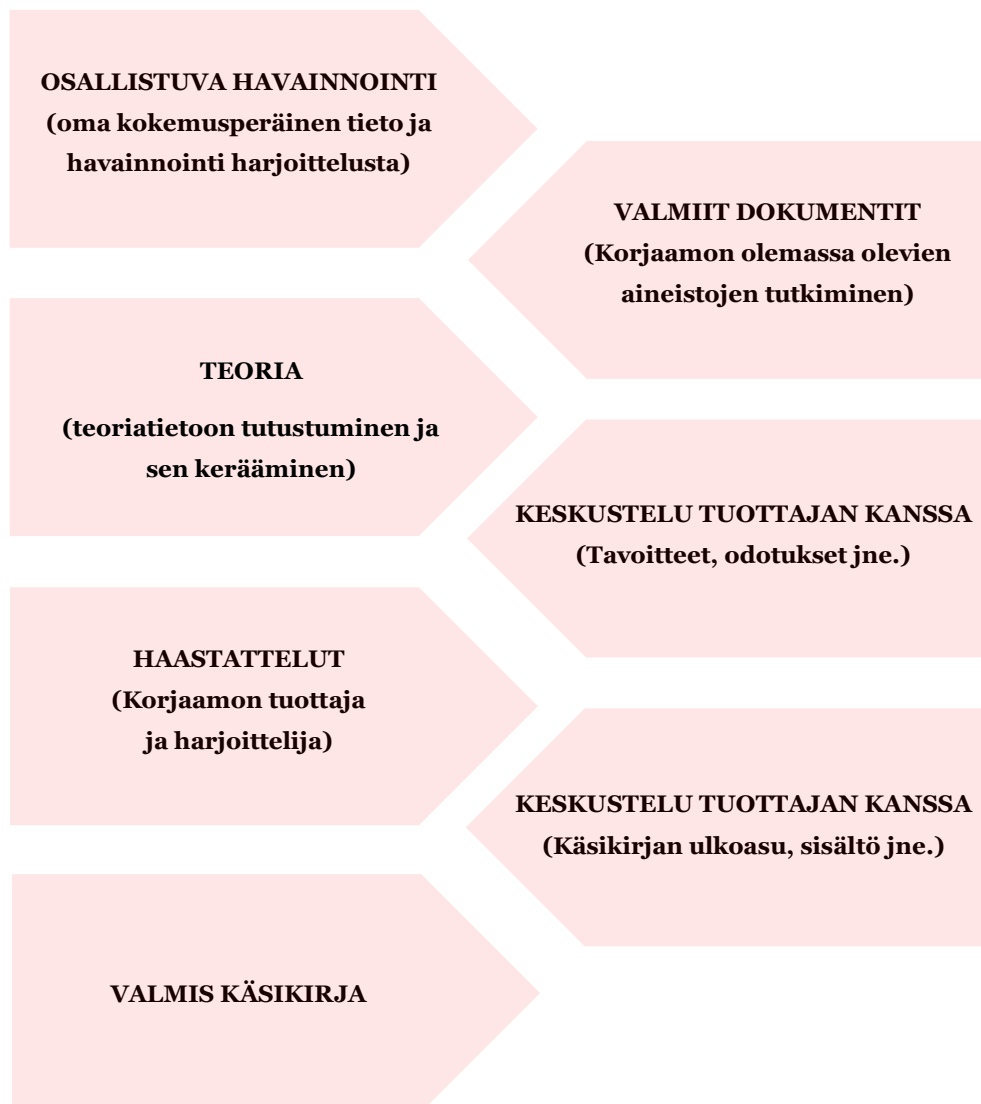 OSALLISTUVA HAVAINNOINTI
(oma kokemusperäinen tieto ja
havainnointi harjoittelusta)
VALMIIT DOKUMENTIT
(Korjaamon olemassa olevien
aineistojen tutkiminen)
TEORIA
(teoriatietoon tutustuminen ja
sen kerääminen)
KESKUSTELU TUOTTAJAN KANSSA
(Tavoitteet, odotukset jne.)
HAASTATTELUT
(Korjaamon tuottaja
ja harjoittelija)
KESKUSTELU TUOTTAJAN KANSSA
(Käsikirjan ulkoasu, sisältö jne.)
VALMIS KÄSIKIRJA